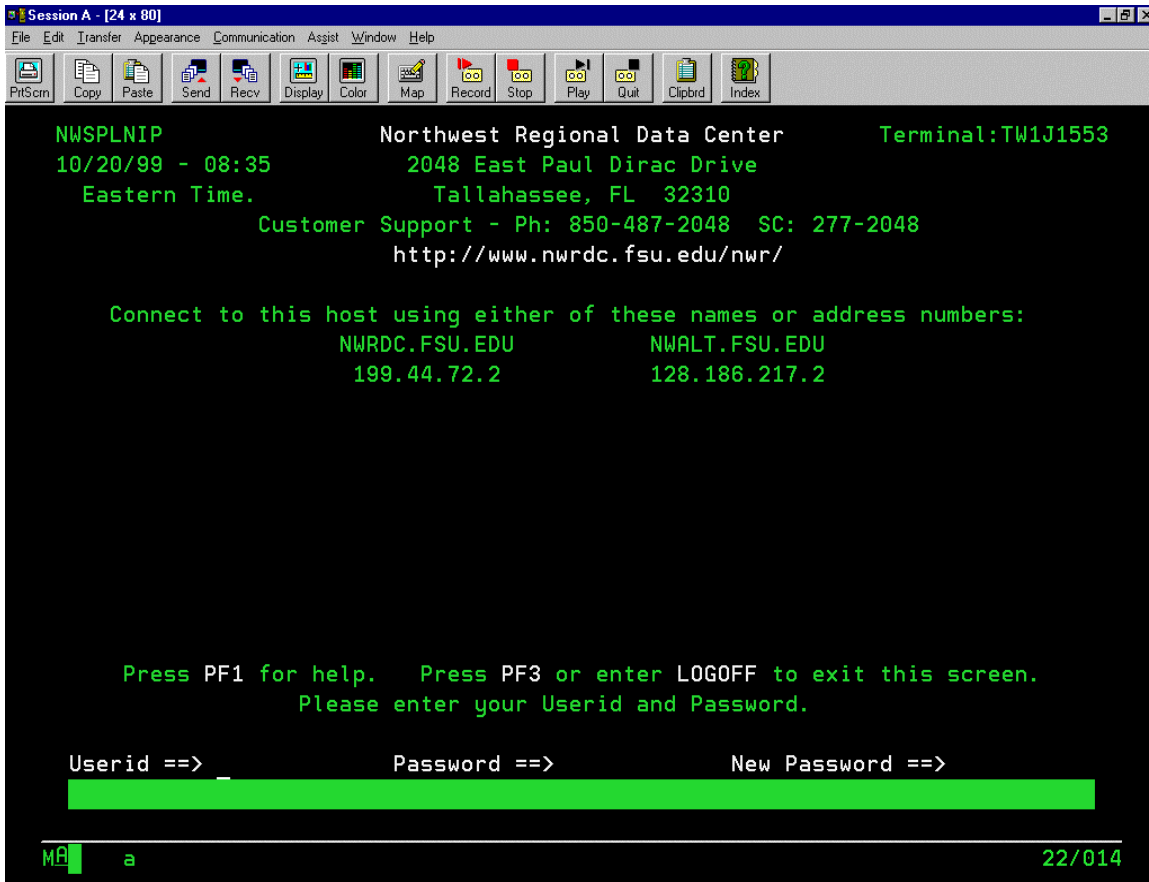 Session A - [24 x 80]
File Edit Transfer Appearance Communication Assist Window Help
PrtScrn Copy Paste Send Recv Display Color Map Record Stop Play Quit Clipbrd Index
NWSPLNIP Northwest Regional Data Center Terminal:TW1J1553
10/20/99 - 08:35 2048 East Paul Dirac Drive
Eastern Time. Tallahassee, FL 32310
Customer Support - Ph: 850-487-2048 SC: 277-2048
http://www.nwrdc.fsu.edu/nwr/
Connect to this host using either of these names or address numbers:
NWRDC.FSU.EDU NWALT.FSU.EDU
199.44.72.2 128.186.217.2
Press PF1 for help. Press PF3 or enter LOGOFF to exit this screen.
Please enter your Userid and Password.
Userid ==> _ Password ==> New Password ==>
MA a 22/014